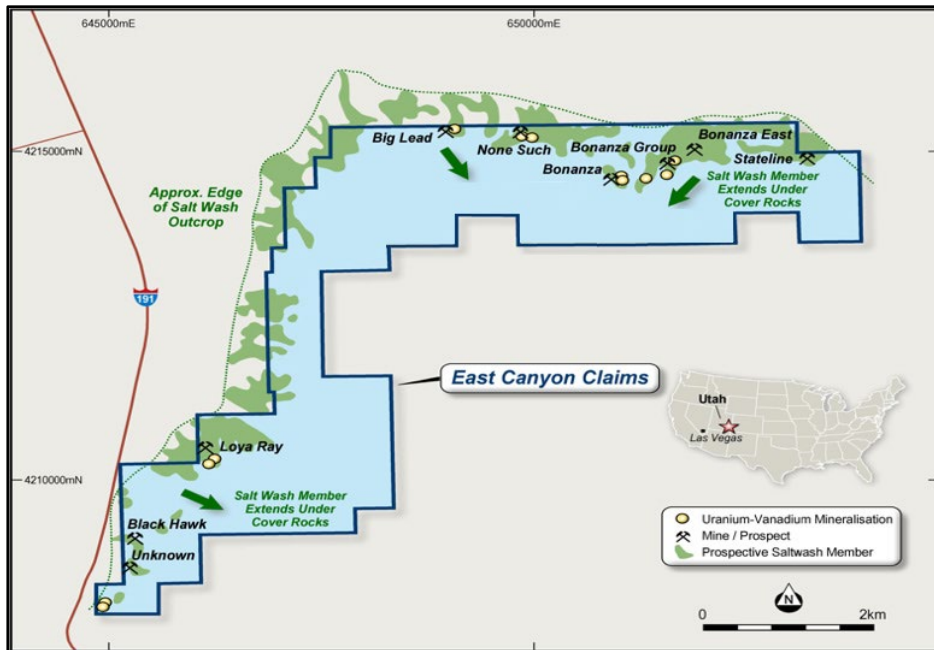 645000mE
650000mE
Big Lead
None Such
Bonanza Group
Bonanza East
Stateline
Bonanza
4215000mN
4215000mN
Salt Wash Member
Extends Under
Cover Rocks
Approx. Edge
of Salt Wash
Outcrop
191
East Canyon Claims
Utah
Las Vegas
Loya Ray
4210000mN
4210000mN
Salt Wash Member
Extends Under
Cover Rocks
Black Hawk
Unknown
Uranium-Vanadium Mineralisation
Mine / Prospect
Prospective Saltwash Member
N
0
2km